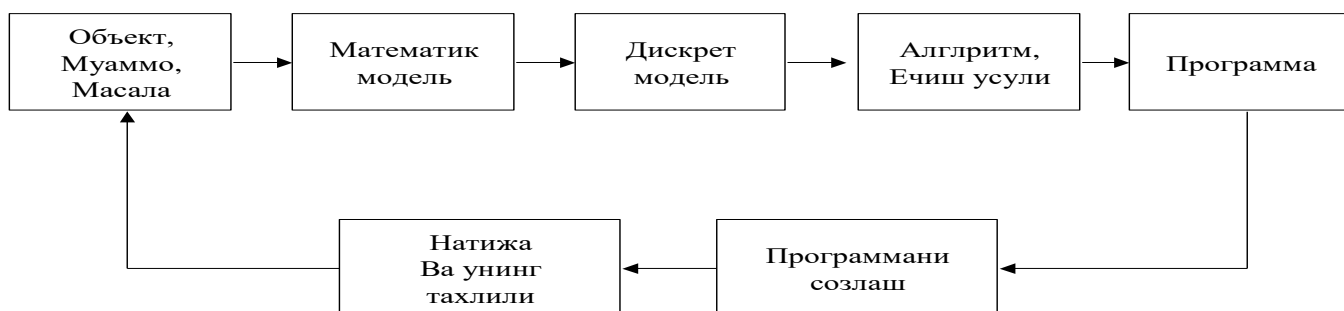 Объект,
Муаммо,
Масала
Математик
модель
Дискрет
модель
Алглритм,
Ечиш усули
Программа
Натижа
Ва унинг
тахлили
Программани
созлаш